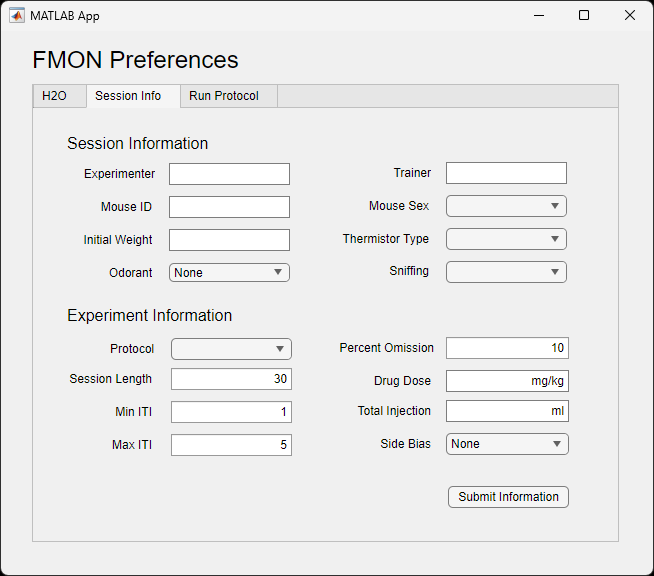 MATLAB App
FMON Preferences
H2O Session Info Run Protocol
Session Information
Experimenter Trainer
Mouse ID Mouse Sex
Initial Weight Thermistor Type
Odorant None Sniffing
Experiment Information
Protocol Percent Omission 10
Session Length 30 Drug Dose mg/kg
Min ITI 1 Total Injection ml
Max ITI 5 Side Bias None
Submit Information